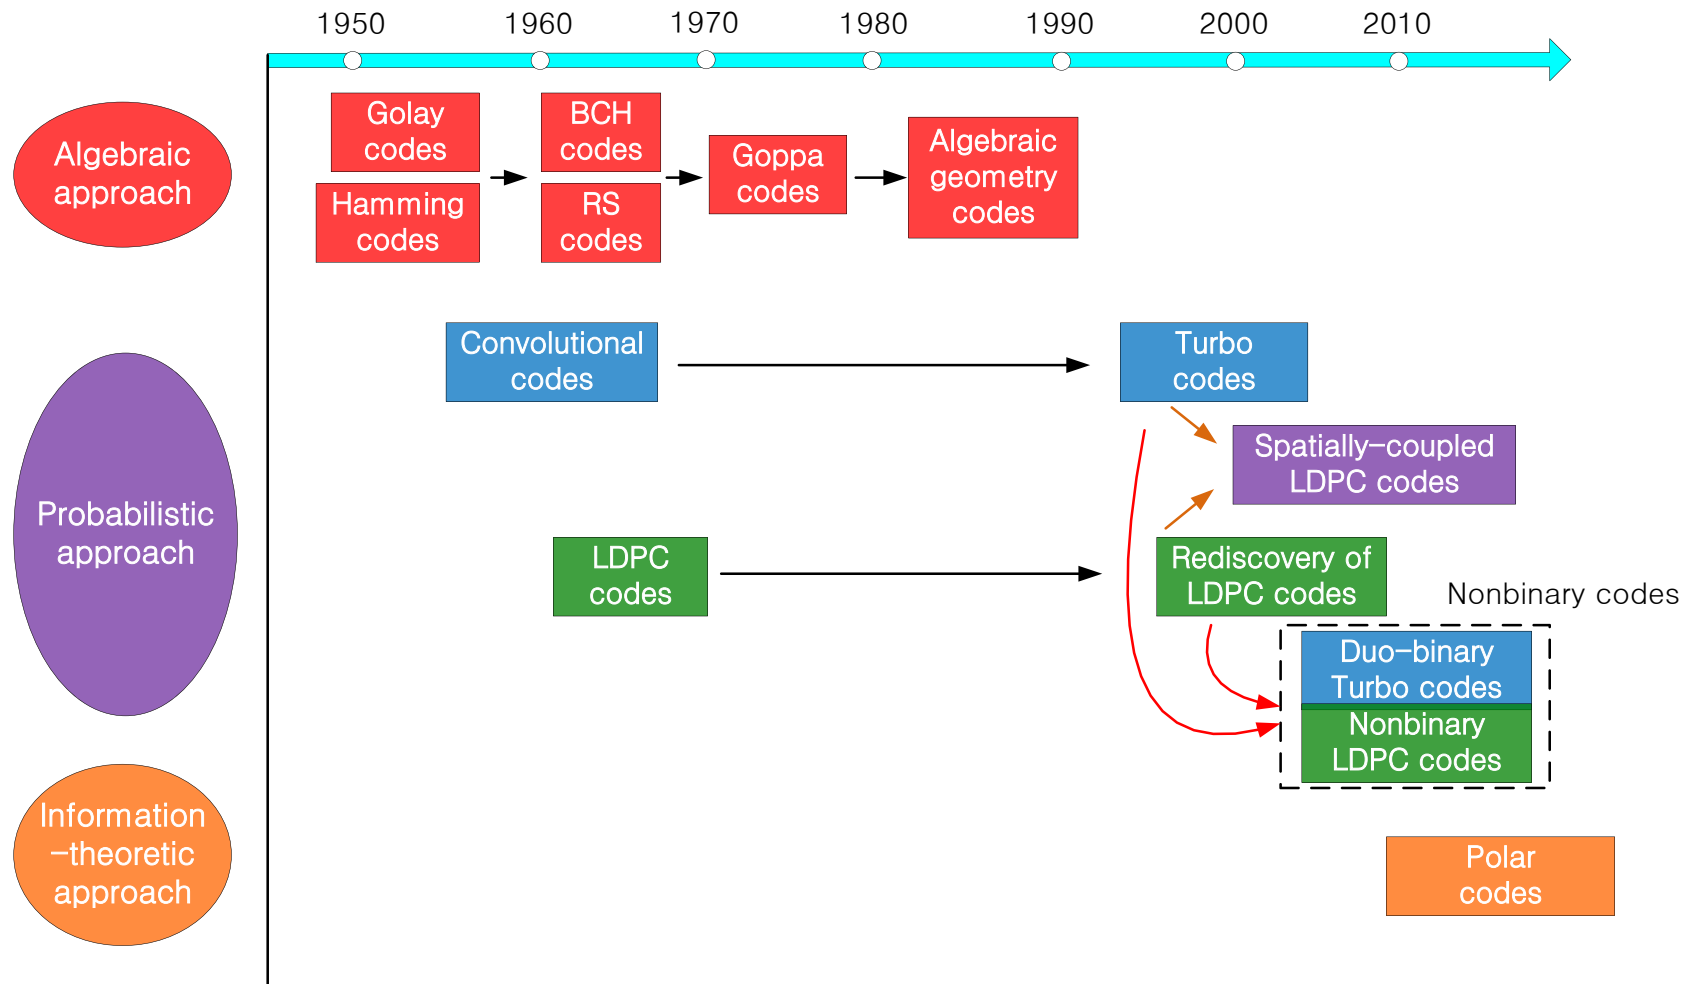 1950 1960 1970 1980 1990 2000 2010
Algebraic
approach
Golay
codes
Hamming
codes
BCH
codes
RS
codes
Goppa
codes
Algebraic
geometry
codes
Probabilistic
approach
Convolutional
codes
Turbo
codes
Spatially-coupled
LDPC codes
LDPC
codes
Rediscovery of
LDPC codes
Nonbinary codes
Duo-binary
Turbo codes
Nonbinary
LDPC codes
Information
-theoretic
approach
Polar
codes